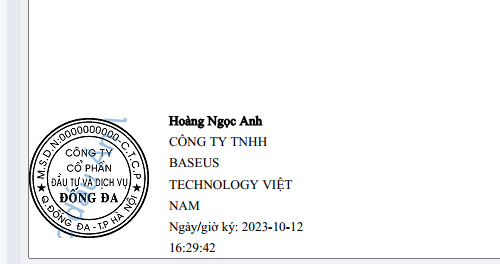 M.S.D.N:0000000000-C.T.C.P
CÔNG TY
CỔ PHẦN
ĐẦU TƯ VÀ DỊCH VỤ
ĐỐNG ĐA
Q.ĐỐNG ĐA - T.P HÀ NỘI
Hoàng Ngọc Anh
CÔNG TY TNHH
BASEUS
TECHNOLOGY VIỆT
NAM
Ngày/giờ ký: 2023-10-12
16:29:42